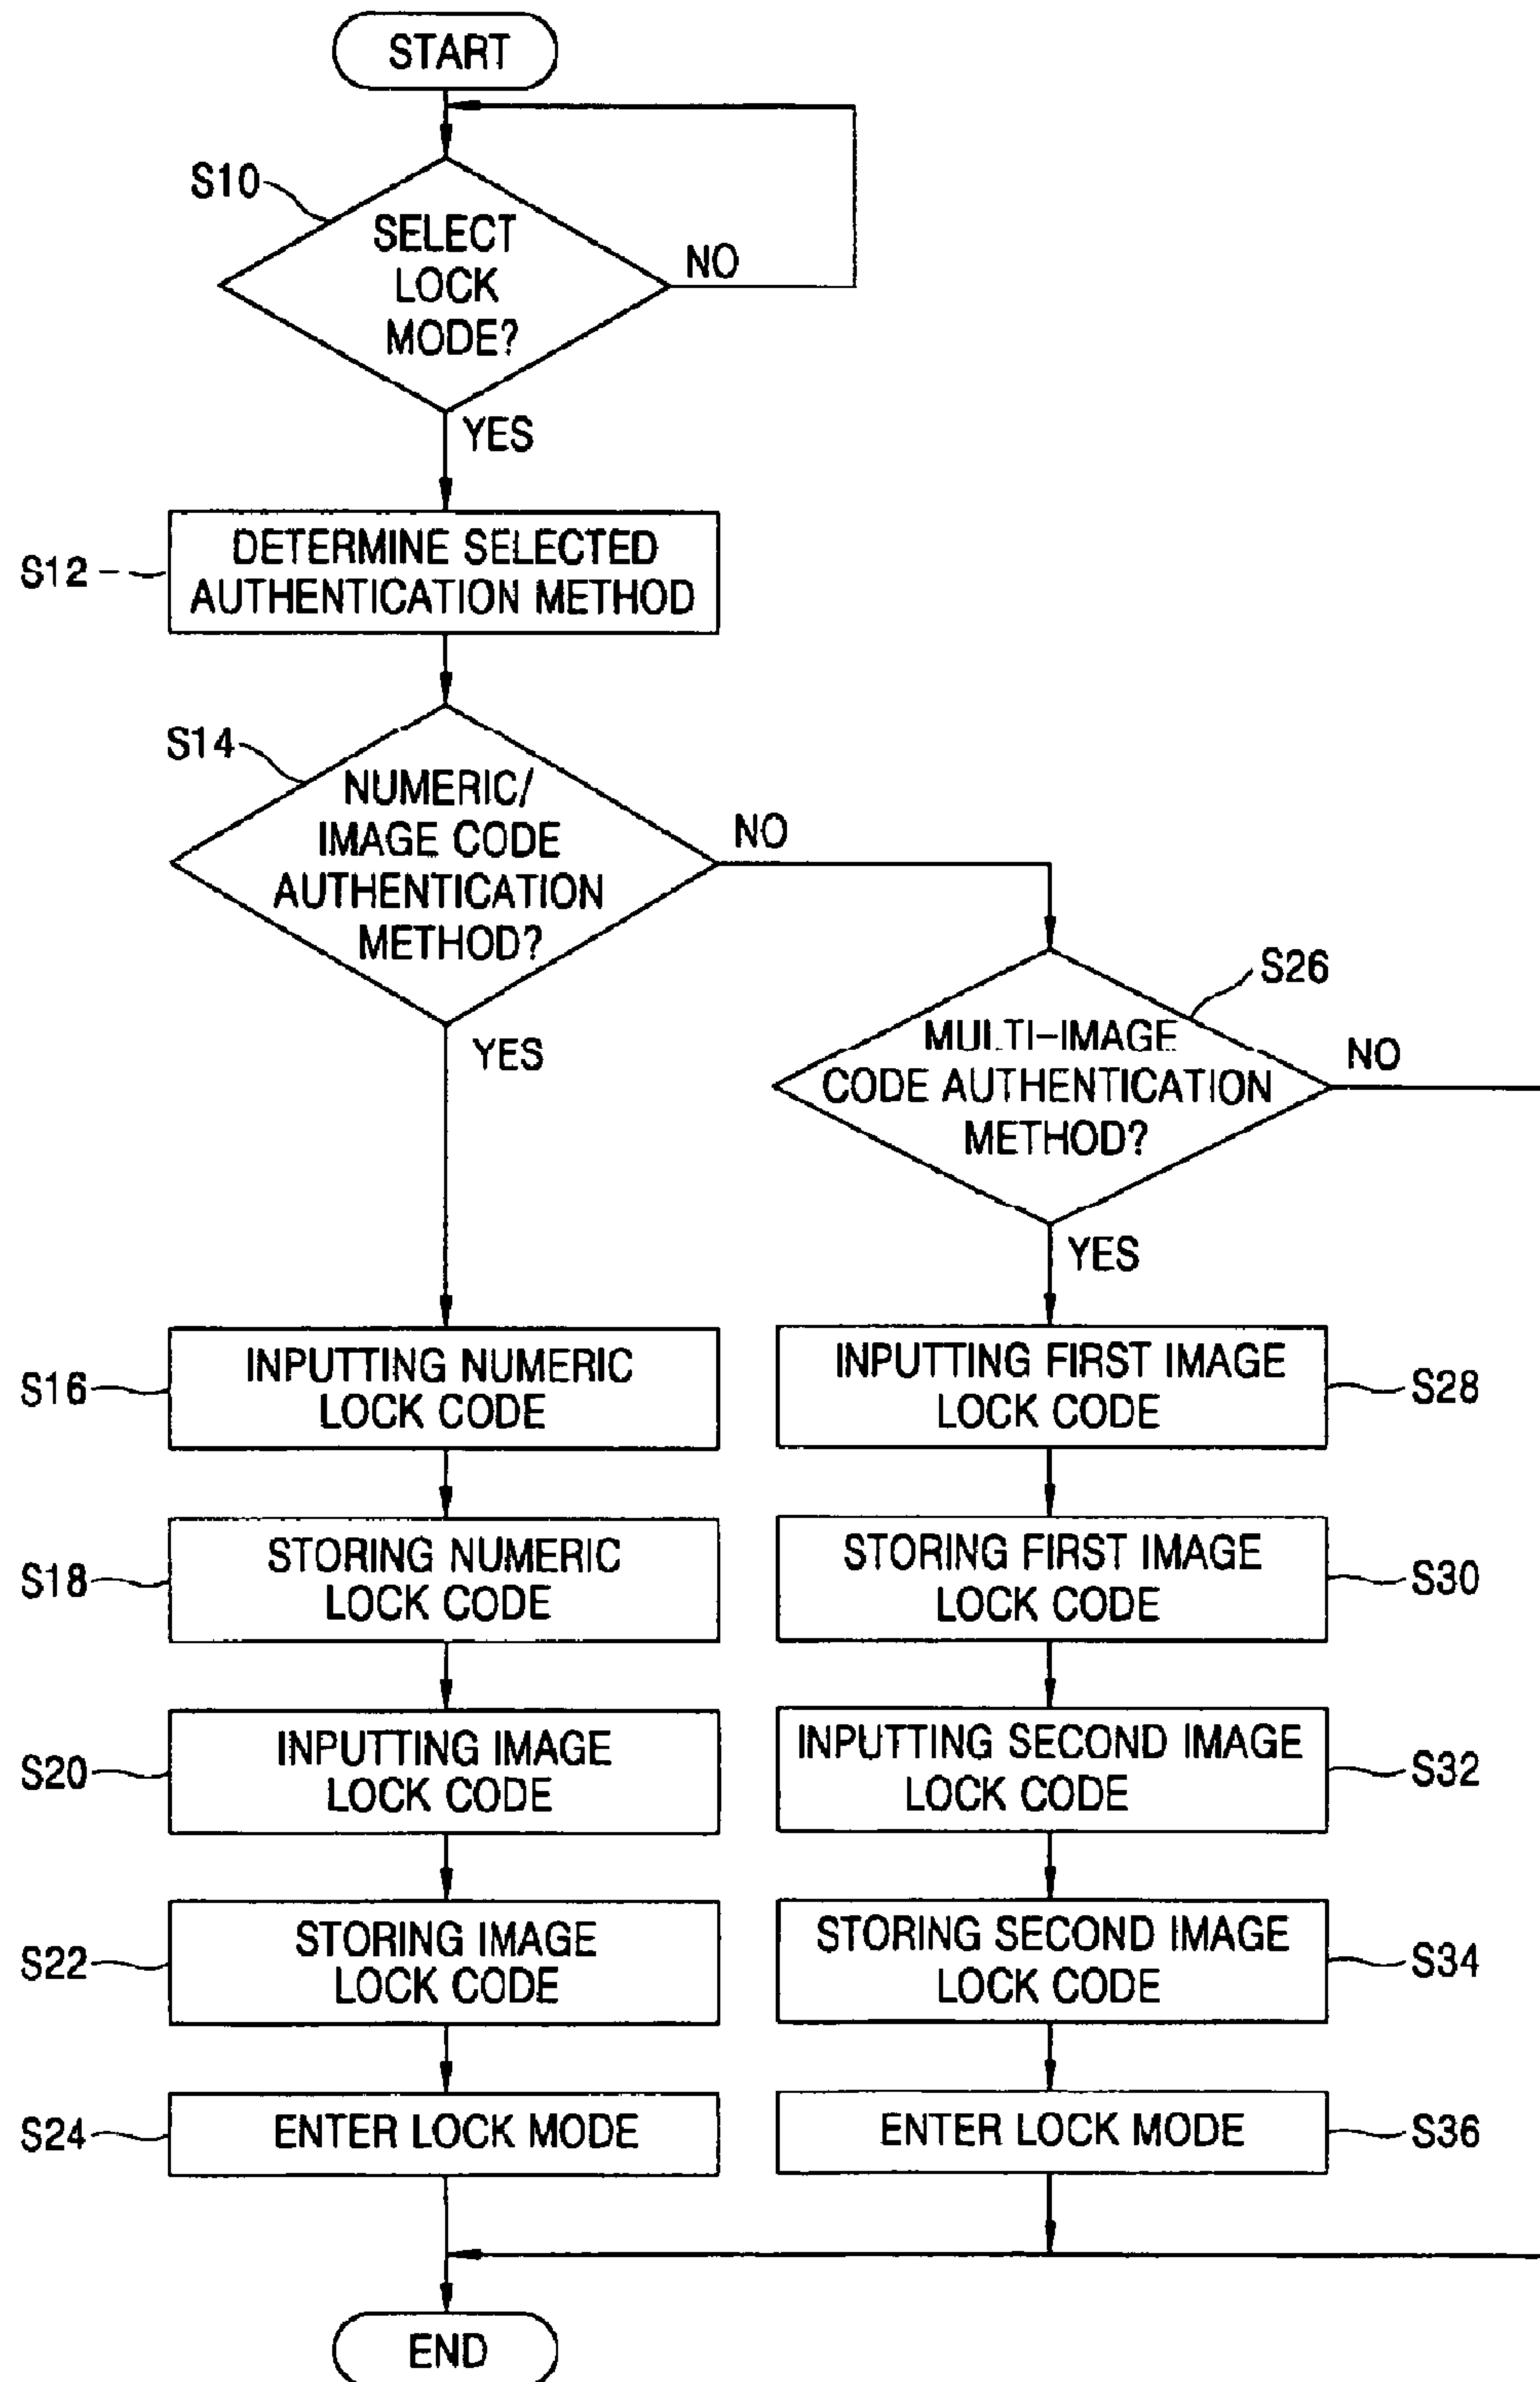 START
S10
SELECT
LOCK
MODE?
NO
YES
S12
DETERMINE SELECTED
AUTHENTICATION METHOD
S14
NUMERIC/
IMAGE CODE
AUTHENTICATION
METHOD?
NO
YES
S26
MULTI-IMAGE
CODE AUTHENTICATION
METHOD?
NO
YES
S16
INPUTTING NUMERIC
LOCK CODE
INPUTTING FIRST IMAGE
LOCK CODE
S28
S18
STORING NUMERIC
LOCK CODE
STORING FIRST IMAGE
LOCK CODE
S30
S20
INPUTTING IMAGE
LOCK CODE
INPUTTING SECOND IMAGE
LOCK CODE
S32
S22
STORING IMAGE
LOCK CODE
STORING SECOND IMAGE
LOCK CODE
S34
S24
ENTER LOCK MODE
ENTER LOCK MODE
S36
END